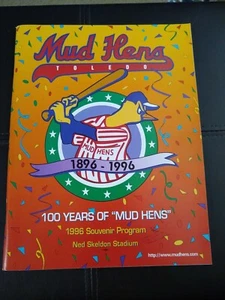 Mud Hens
TOLEDO
MUD HENS
1896 - 1996
100 YEARS OF "MUD HENS"
1996 Souvenir Program
Ned Skeldon Stadium
http://www.mudhens.com